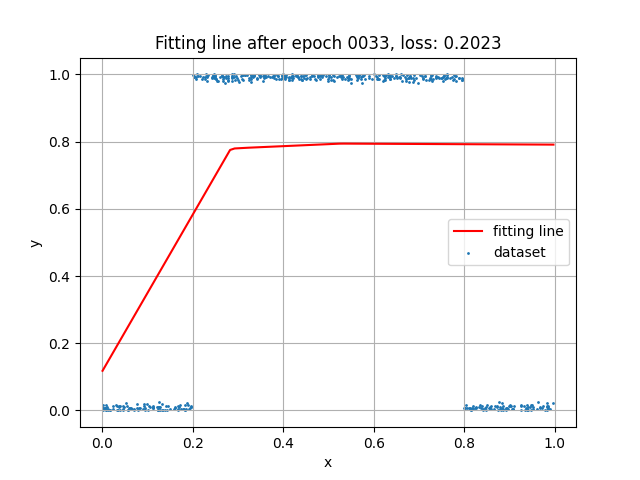 Fitting line after epoch 0033, loss: 0.2023
1.0
0.8
0.6
0.4
0.2
0.0
y
fitting line
dataset
0.0 0.2 0.4 0.6 0.8 1.0
x